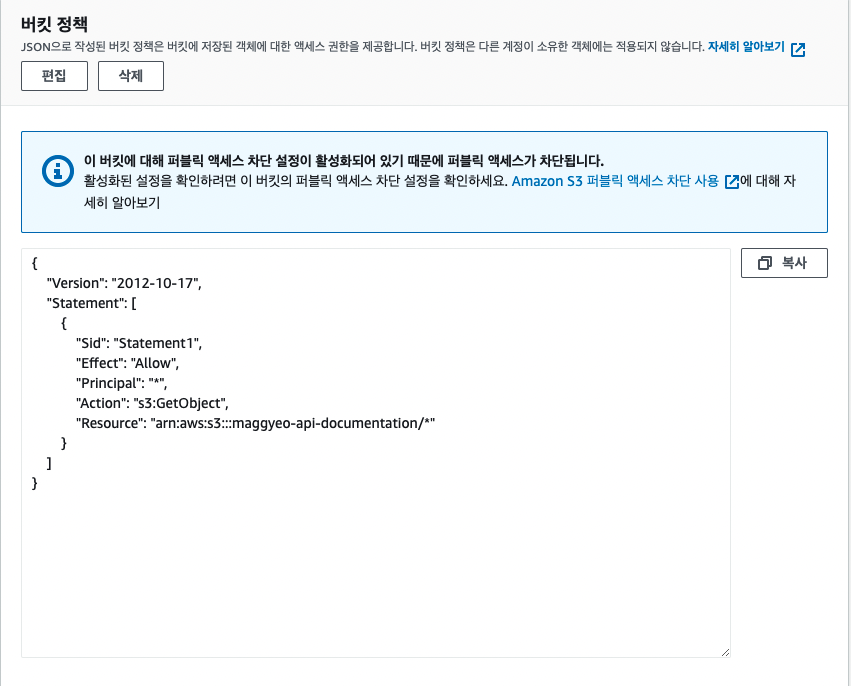 버킷 정책
JSON으로 작성된 버킷 정책은 버킷에 저장된 객체에 대한 액세스 권한을 제공합니다. 버킷 정책은 다른 계정이 소유한 객체에는 적용되지 않습니다. 자세히 알아보기
편집 삭제
이 버킷에 대해 퍼블릭 액세스 차단 설정이 활성화되어 있기 때문에 퍼블릭 액세스가 차단됩니다.
활성화된 설정을 확인하려면 이 버킷의 퍼블릭 액세스 차단 설정을 확인하세요. Amazon S3 퍼블릭 액세스 차단 사용 에 대해 자
세히 알아보기
복사
{
"Version": "2012-10-17",
"Statement": [
{
"Sid": "Statement1",
"Effect": "Allow",
"Principal": "*",
"Action": "s3:GetObject",
"Resource": "arn:aws:s3:::maggyeo-api-documentation/*"
}
]
}